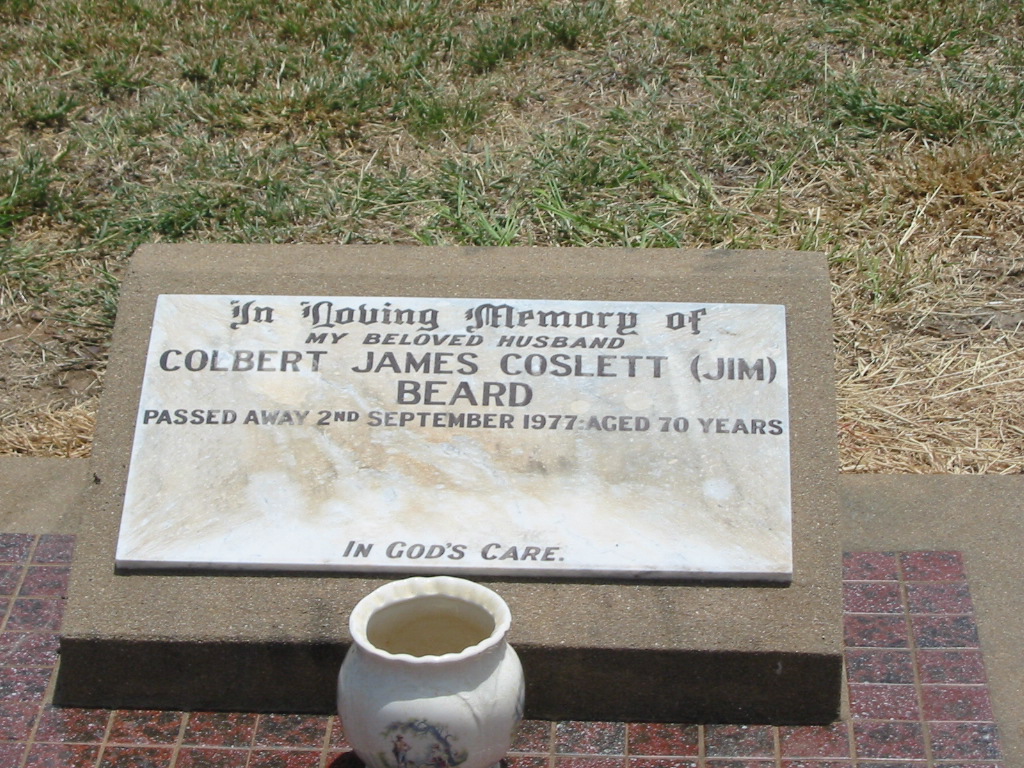 In Loving Memory of
MY BELOVED HUSBAND
COLBERT JAMES COSLETT (JIM)
BEARD
PASSED AWAY 2ND SEPTEMBER 1977: AGED 70 YEARS
IN GOD'S CARE.